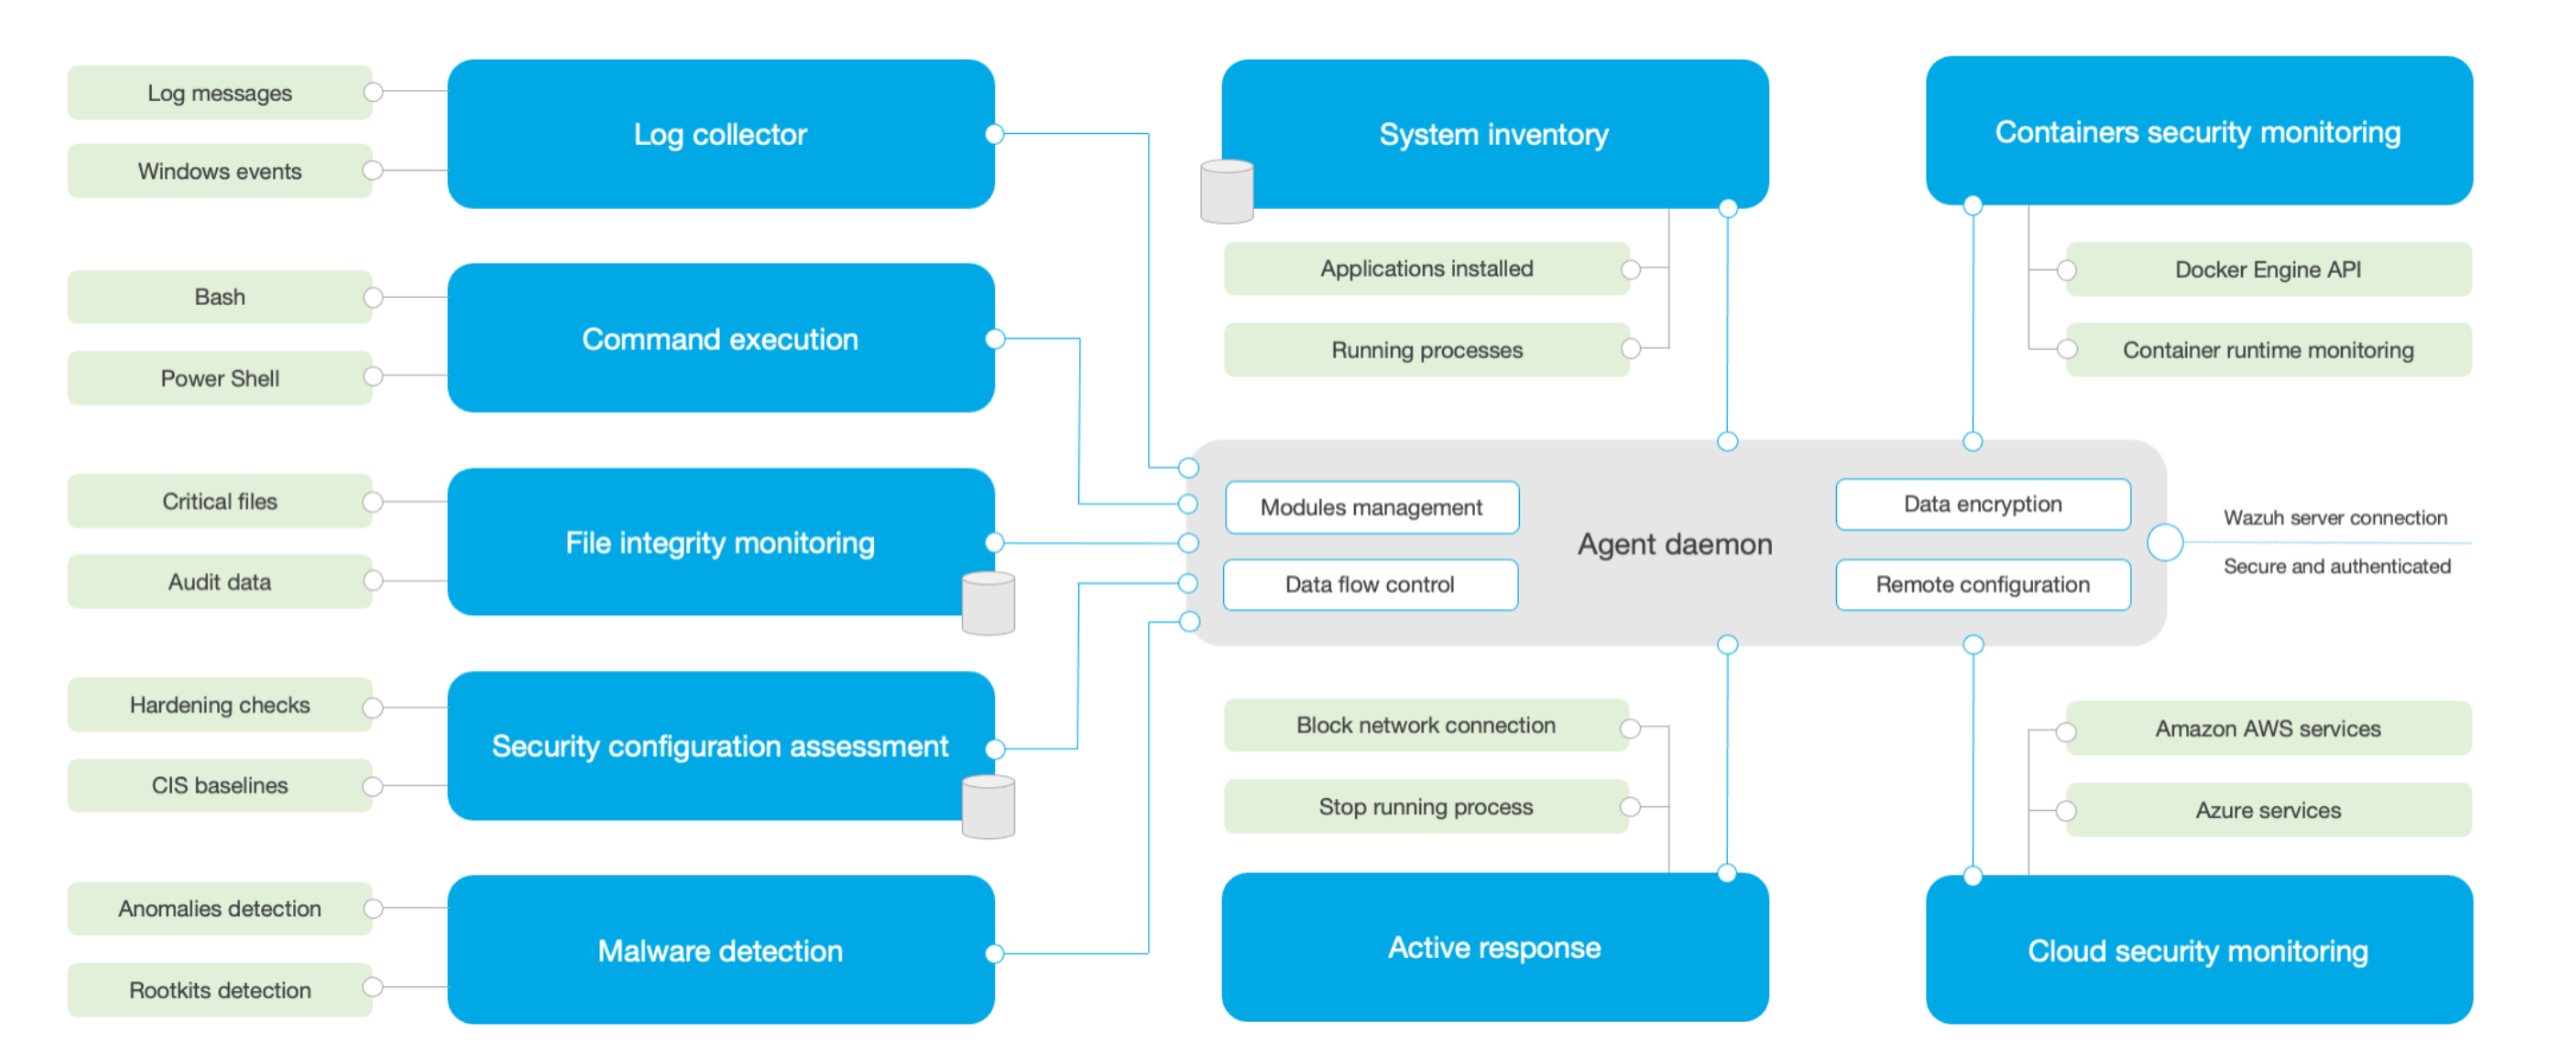 Log messages
Windows events
Log collector
Bash
Power Shell
Command execution
Critical files
Audit data
File integrity monitoring
Hardening checks
CIS baselines
Security configuration assessment
Anomalies detection
Rootkits detection
Malware detection
System inventory
Applications installed
Running processes
Containers security monitoring
Docker Engine API
Container runtime monitoring
Modules management
Data flow control
Agent daemon
Data encryption
Remote configuration
Wazuh server connection
Secure and authenticated
Block network connection
Stop running process
Active response
Amazon AWS services
Azure services
Cloud security monitoring